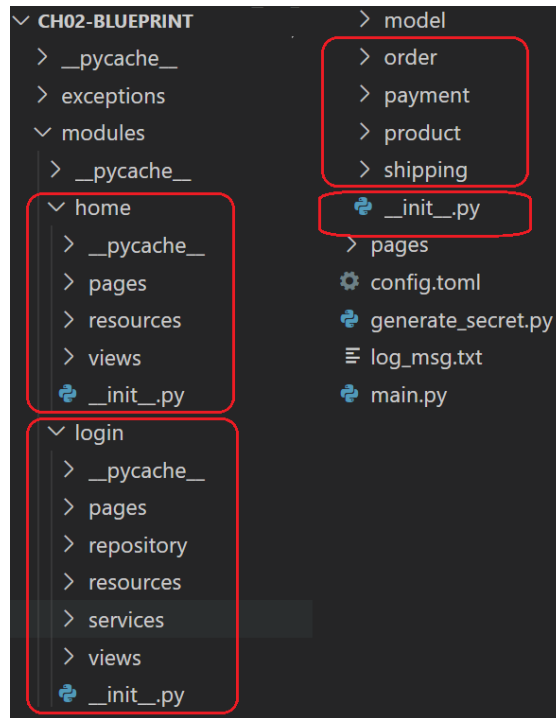 CH02-BLUEPRINT
__pycache__
exceptions
modules
__pycache__
home
__pycache__
pages
resources
views
__init__.py
login
__pycache__
pages
repository
resources
services
views
__init__.py
model
order
payment
product
shipping
__init__.py
pages
config.toml
generate_secret.py
log_msg.txt
main.py